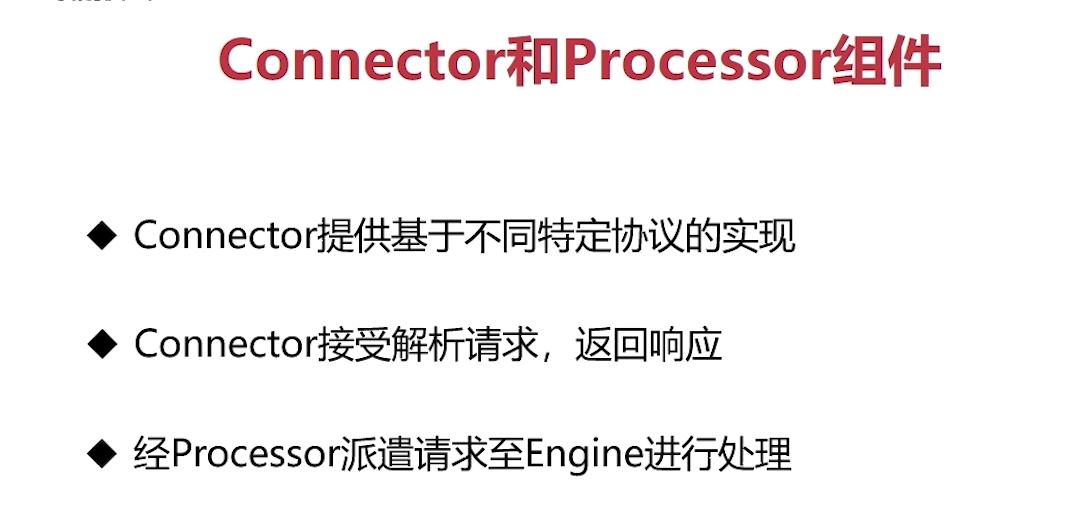 Connector和Processor组件
◆ Connector提供基于不同特定协议的实现
◆ Connector接受解析请求，返回响应
◆ 经Processor派遣请求至Engine进行处理